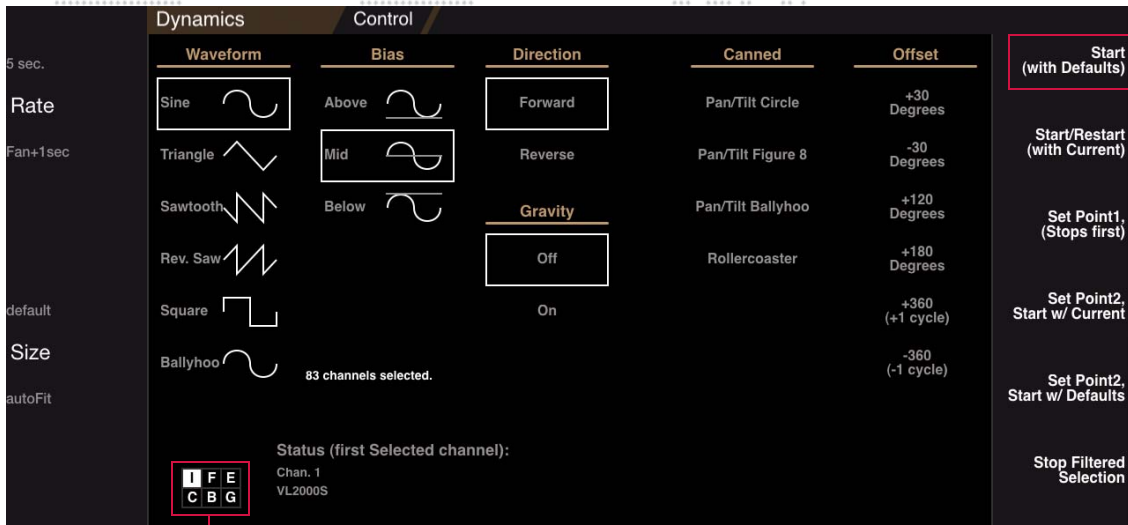 Dynamics
Control
5 sec.
Rate
Fan+1sec
default
Size
autoFit
Waveform
Sine
Triangle
Sawtooth
Rev. Saw
Square
Ballyhoo
Bias
Above
Mid
Below
Direction
Forward
Reverse
Gravity
Off
On
Canned
Pan/Tilt Circle
Pan/Tilt Figure 8
Pan/Tilt Ballyhoo
Rollercoaster
Offset
+30
Degrees
-30
Degrees
+120
Degrees
+180
Degrees
+360
(+1 cycle)
-360
(-1 cycle)
83 channels selected.
Status (first Selected channel):
Chan. 1
VL2000S
I F E
C B G
Start
(with Defaults)
Start/Restart
(with Current)
Set Point1,
(Stops first)
Set Point2,
Start w/ Current
Set Point2,
Start w/ Defaults
Stop Filtered
Selection